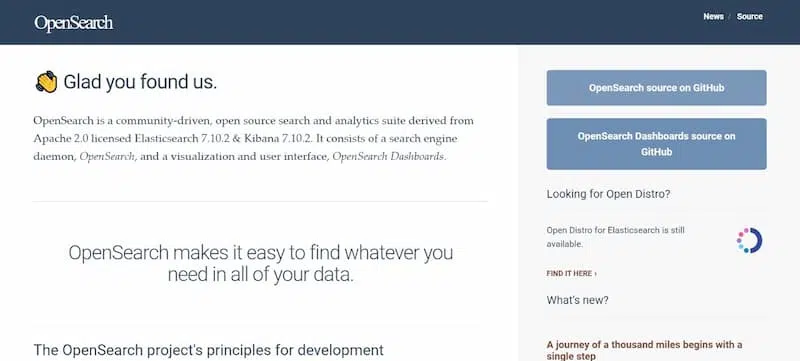 OpenSearch
News / Source
Glad you found us.
OpenSearch is a community-driven, open source search and analytics suite derived from
Apache 2.0 licensed Elasticsearch 7.10.2 & Kibana 7.10.2. It consists of a search engine
daemon, OpenSearch, and a visualization and user interface, OpenSearch Dashboards.
OpenSearch makes it easy to find whatever you
need in all of your data.
The OpenSearch project's principles for development
OpenSearch source on GitHub
OpenSearch Dashboards source on
GitHub
Looking for Open Distro?
Open Distro for Elasticsearch is still
available.
FIND IT HERE ›
What's new?
A journey of a thousand miles begins with a
single step